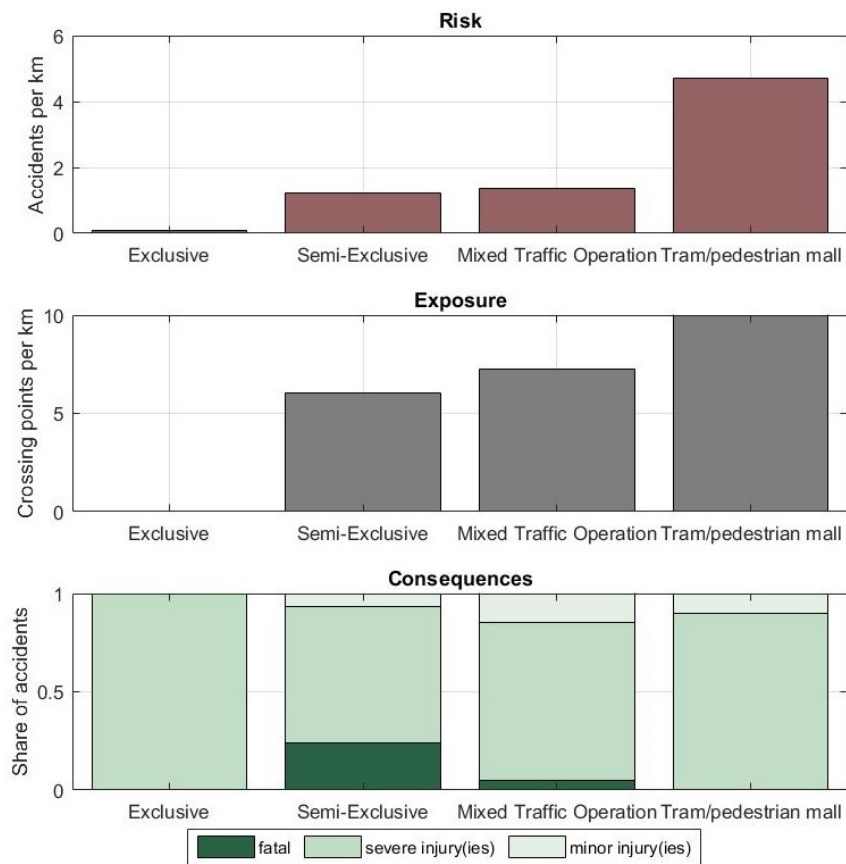 Risk
Accidents per km
6
4
2
0
Exclusive Semi-Exclusive Mixed Traffic Operation Tram/pedestrian mall
Exposure
Crossing points per km
10
5
0
Exclusive Semi-Exclusive Mixed Traffic Operation Tram/pedestrian mall
Consequences
Share of accidents
1
0.5
0
Exclusive Semi-Exclusive Mixed Traffic Operation Tram/pedestrian mall
fatal severe injury(ies) minor injury(ies)